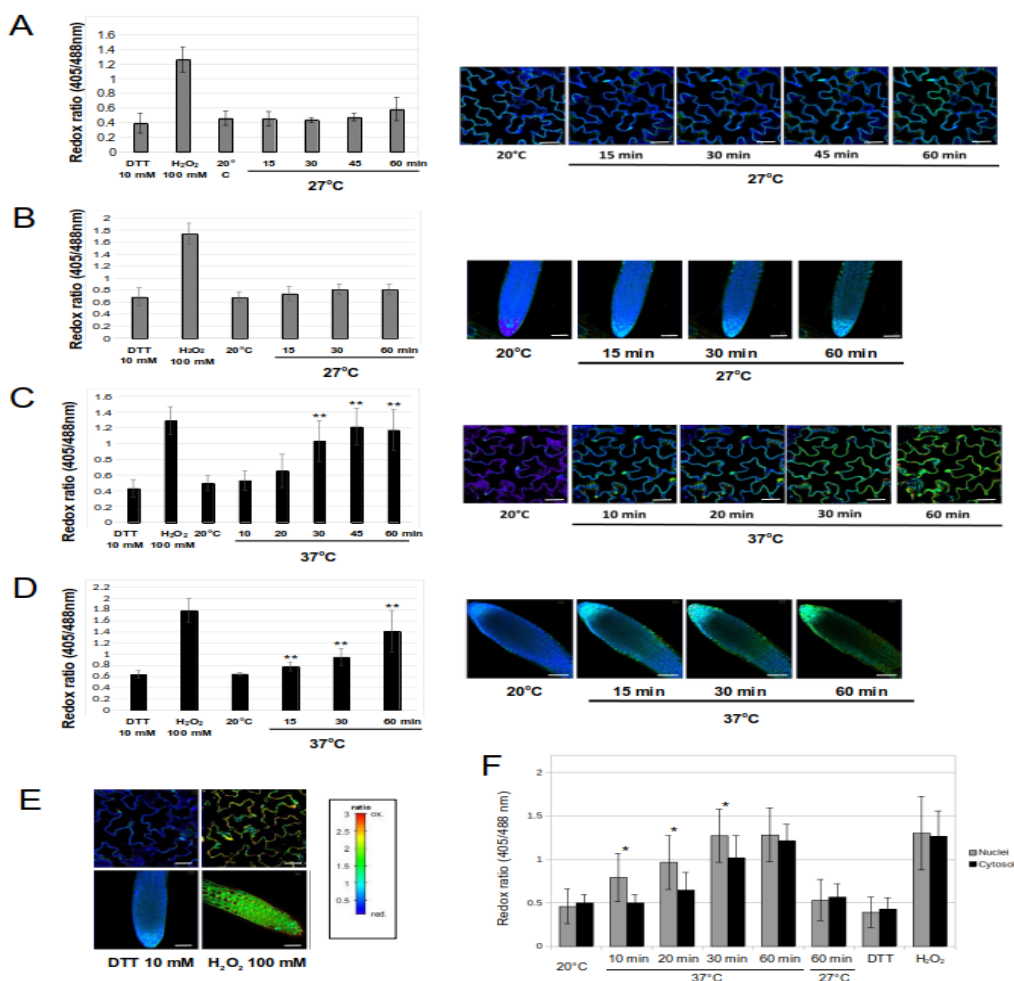 A
Redox ratio (405/488nm)
1.6
1.4
1.2
1
0.8
0.6
0.4
0.2
0
DTT 10 mM
H₂O₂ 100 mM
20° C
15
30
45
60 min
27°C
20°C
15 min
30 min
45 min
60 min
27°C
B
Redox ratio (405/488nm)
2
1.8
1.6
1.2
1
0.8
0.6
0.4
0.2
0
DTT 10 mM
H₂O₂ 100 mM
20°C
15
30
60 min
27°C
20°C
15 min
30 min
60 min
27°C
C
Redox ratio (405/488nm)
1.6
1.4
1.2
1
0.8
0.6
0.4
0.2
0
**
**
**
DTT 10 mM
H₂O₂ 100 mM
20°C
10
20
30
45
60 min
37°C
20°C
10 min
20 min
30 min
60 min
37°C
D
Redox ratio (405/488nm)
2.2
2
1.8
1.6
1.4
1.2
1
0.8
0.6
0.4
0.2
0
**
**
**
DTT 10 mM
H₂O₂ 100 mM
20°C
15
30
60 min
37°C
20°C
15 min
30 min
60 min
37°C
E
DTT 10 mM
H₂O₂ 100 mM
ratio
3
ox.
2.5
2
1.5
1
0.5
red.
F
Redox ratio (405/488 nm)
2
1.5
1
0.5
0
*
*
*
Nuclei
Cytosol
20°C
10 min
20 min
30 min
60 min
60 min
DTT
H₂O₂
37°C
27°C